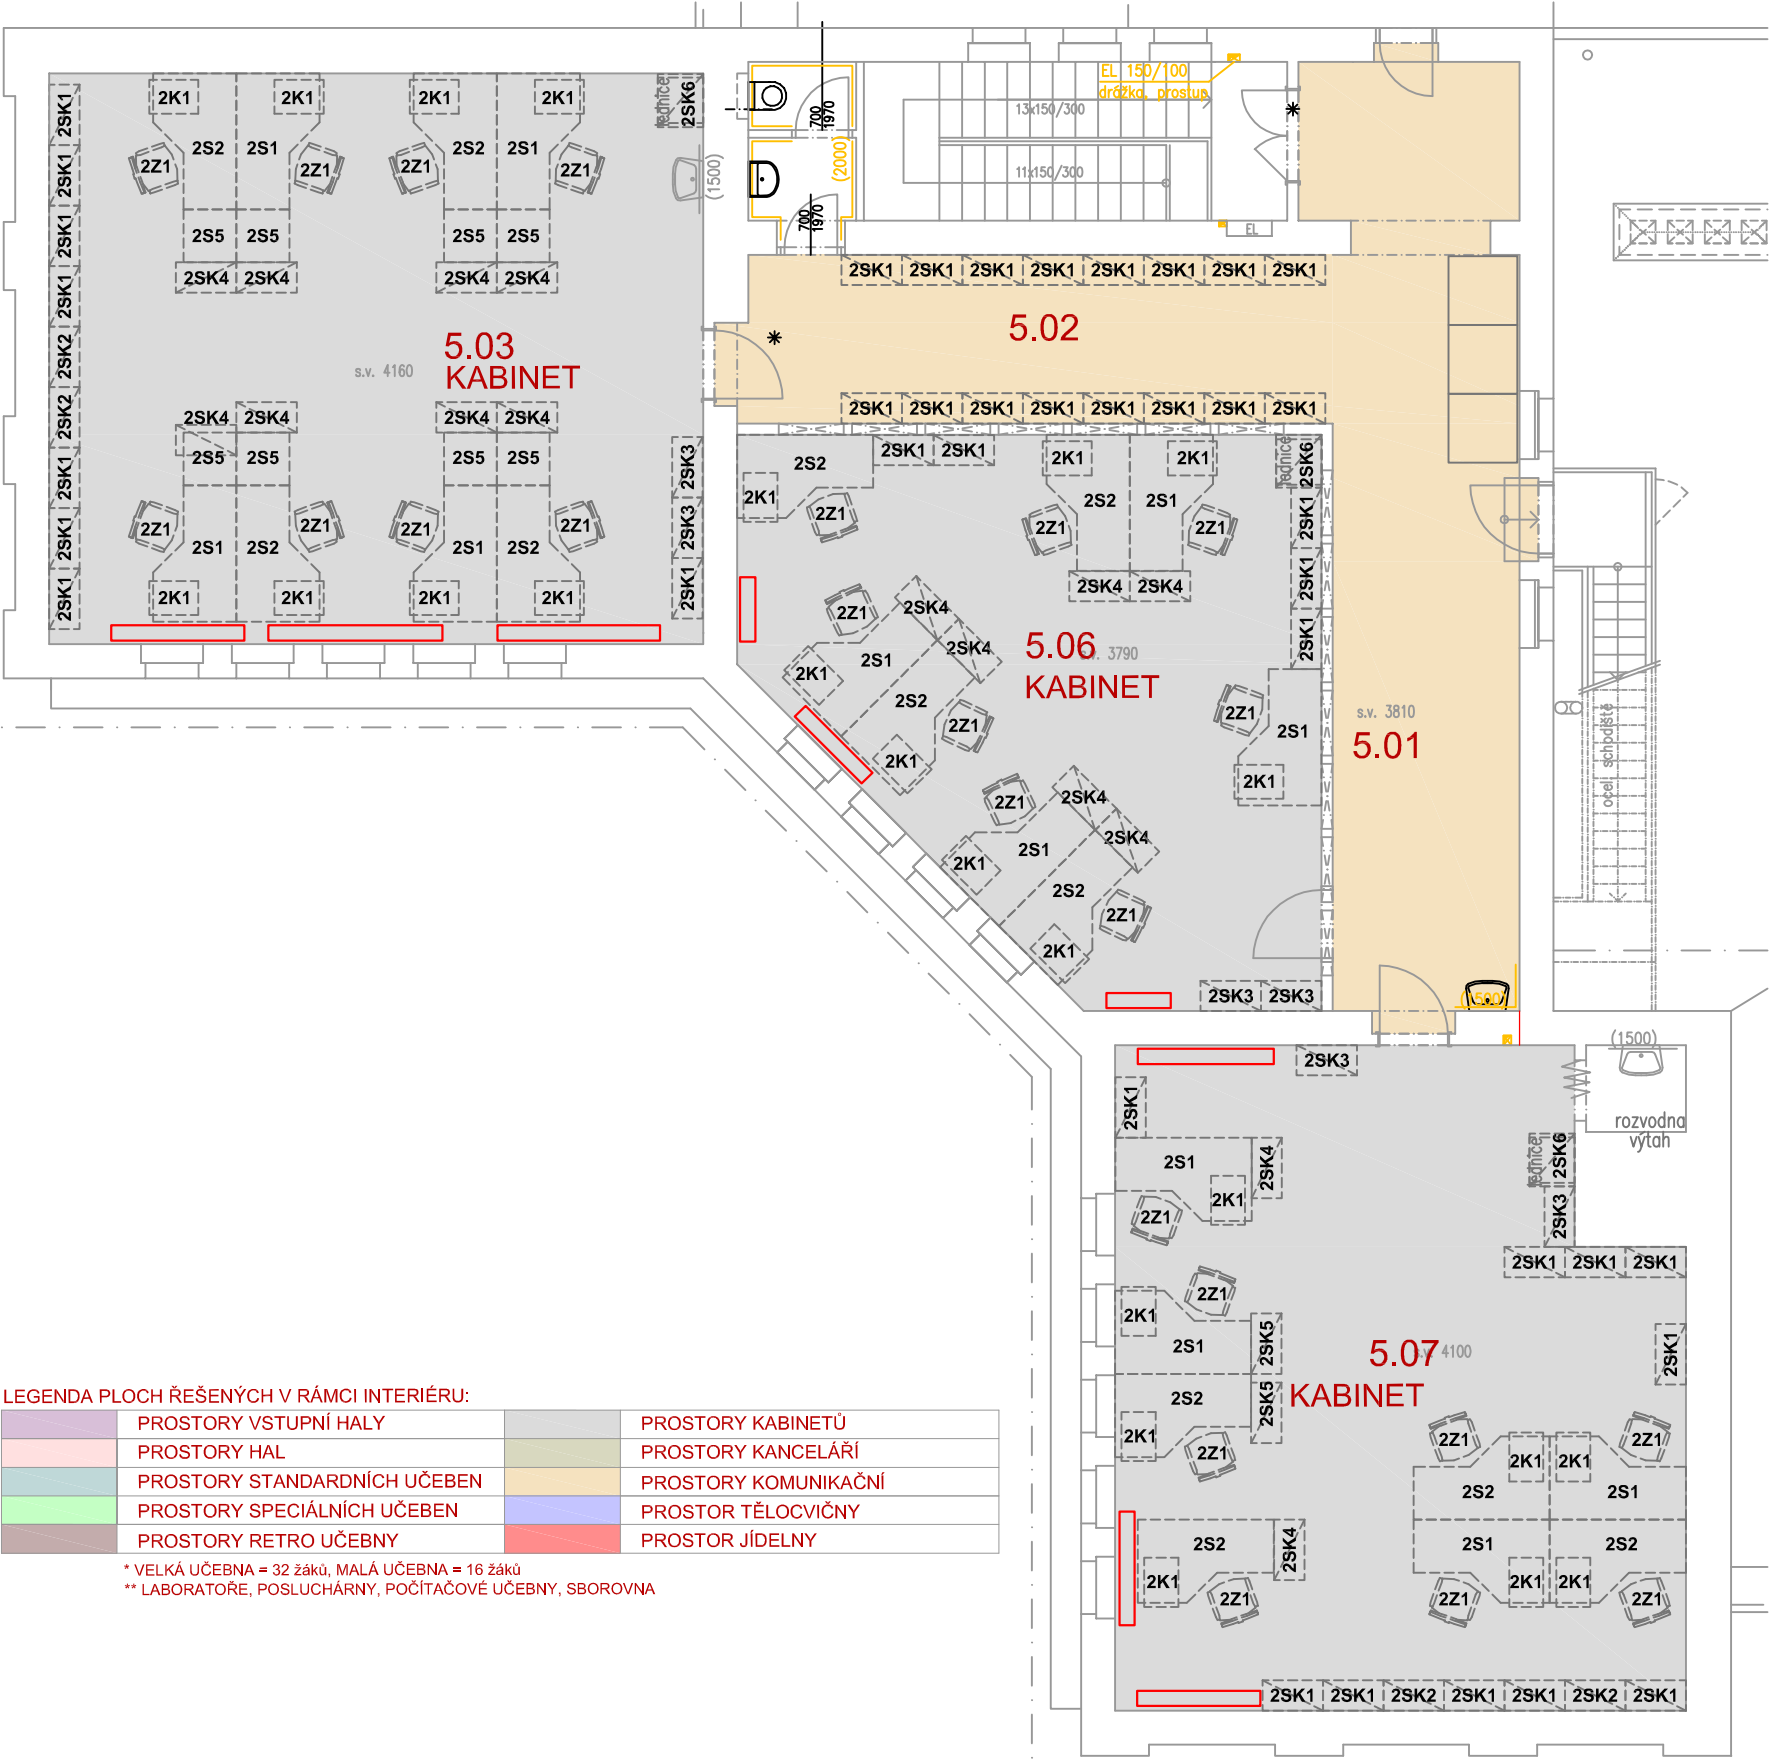 EL 150/100
drážka, prostup
13x150/300
11x150/300
EL
700
1970
(2000)
700
1970
2K1 2K1 2K1 2K1
2SK6
2SK1
2S2 2S1 2S2 2S1
2Z1 2Z1 2Z1 2Z1
(1500)
2SK1
2S5 2S5 2S5 2S5
2SK1
2SK4 2SK4 2SK4 2SK4
2SK1
2SK2
5.03
s.v. 4160
KABINET
2SK2
2SK4 2SK4 2SK4 2SK4
2S5 2S5 2S5 2S5
2SK1
2SK3
2SK1
2Z1 2Z1 2Z1 2Z1
2SK3
2S1 2S2 2S1 2S2
2SK1
2K1 2K1 2K1 2K1
2SK1
2SK1 2SK1 2SK1 2SK1 2SK1 2SK1 2SK1 2SK1
5.02
2SK1 2SK1 2SK1 2SK1 2SK1 2SK1 2SK1 2SK1
2S2 2SK1 2SK1 2K1 2K1
2SK6
2K1
2S2 2S1
2Z1 2Z1 2Z1
2SK1
2SK1
2SK4 2SK4
2Z1 2SK4
2SK1
2SK4
5.06
s.v. 3790
KABINET
2S1
2K1
2S2
2Z1
2Z1
2S1
2K1
2K1
2Z1
2SK4
2SK4
2S1
2K1
2S2
2Z1
2K1
2SK3 2SK3
s.v. 3810
5.01
ocel. schodiště
(1500)
(1500)
rozvodna
výtah
2SK3
2SK1
2S1
2SK4
2K1
2Z1
2SK6
2SK3
2SK1 2SK1 2SK1
2Z1
2K1
2S1
2SK5
2SK1
5.07
s.v. 4100
KABINET
2S2
2SK5
2K1
2Z1
2Z1 2K1 2K1 2Z1
2S2 2S1
2S2
2SK4
2S1 2S2
2K1
2Z1
2K1 2K1
2Z1 2Z1
2SK1 2SK1 2SK2 2SK1 2SK1 2SK2 2SK1
LEGENDA PLOCH ŘEŠENÝCH V RÁMCI INTERIÉRU:
PROSTORY VSTUPNÍ HALY PROSTORY KABINETŮ
PROSTORY HAL PROSTORY KANCELÁŘÍ
PROSTORY STANDARDNÍCH UČEBEN PROSTORY KOMUNIKAČNÍ
PROSTORY SPECIÁLNÍCH UČEBEN PROSTOR TĚLOCVIČNY
PROSTORY RETRO UČEBNY PROSTOR JÍDELNY
* VELKÁ UČEBNA = 32 žáků, MALÁ UČEBNA = 16 žáků
** LABORATOŘE, POSLUCHÁRNY, POČÍTAČOVÉ UČEBNY, SBOROVNA